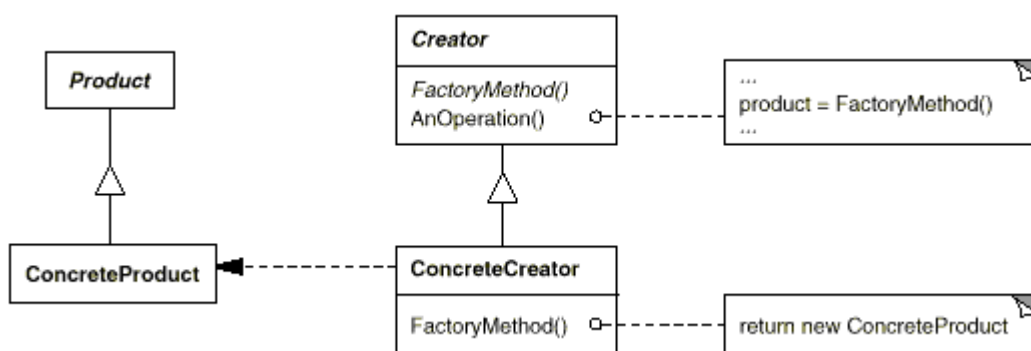 Product
ConcreteProduct
Creator
FactoryMethod()
AnOperation()
...
product = FactoryMethod()
...
ConcreteCreator
FactoryMethod()
return new ConcreteProduct